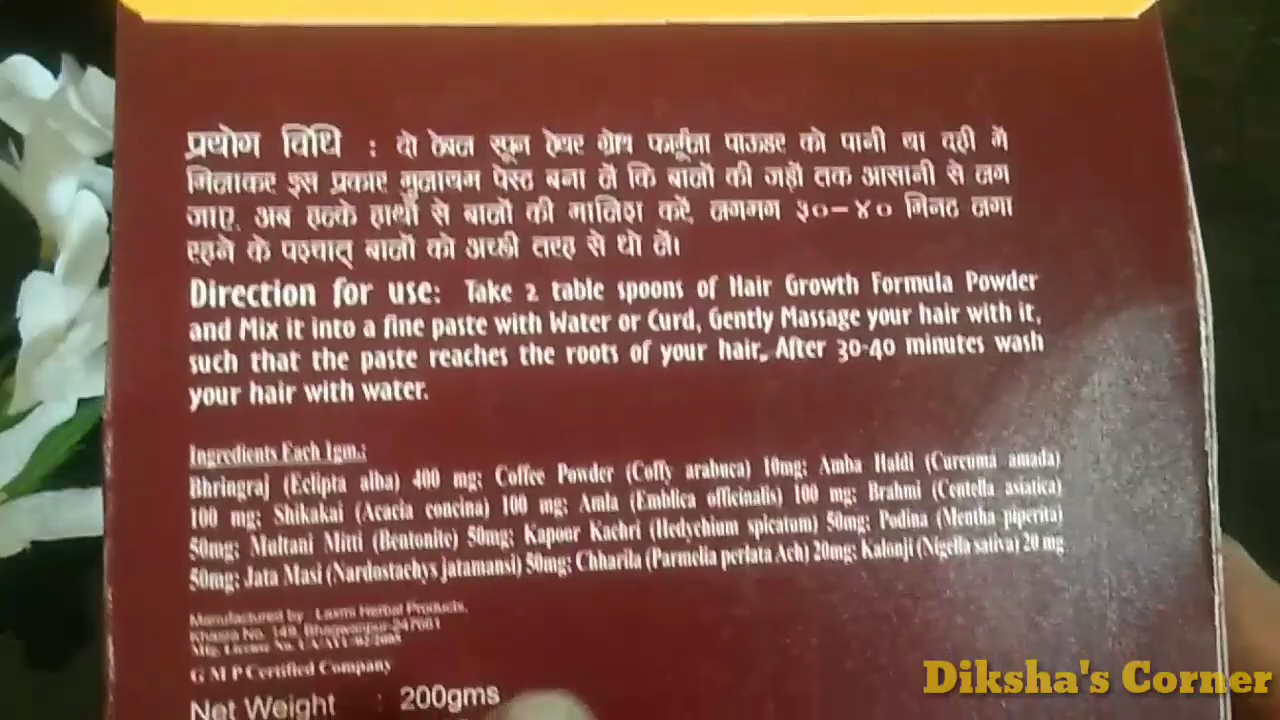 प्रयोग विधि : दो टेबल स्पून हेयर ग्रोथ फार्मूला पाऊडर को पानी या दही में
मिलाकर इस प्रकार मुलायम पेस्ट बना लें कि बालों की जड़ों तक आसानी से लग
जाए, अब हल्के हाथों से बालों की मालिश करें, लगभग ३०-४० मिनट लगा
रहने के पश्चात् बालों को अच्छी तरह से धो लें।
Direction for use: Take 2 table spoons of Hair Growth Formula Powder
and Mix it into a fine paste with Water or Curd, Gently Massage your hair with it,
such that the paste reaches the roots of your hair, After 30-40 minutes wash
your hair with water.
Ingredients Each 1gm.:
Bhringraj (Eclipta alba) 400 mg; Coffee Powder (Coffy arabuca) 10mg; Amba Haldi (Curcuma amada)
100 mg; Shikakai (Acacia concina) 100 mg; Amla (Emblica officinalis) 100 mg; Brahmi (Centella asiatica)
50mg; Multani Mitti (Bentonite) 50mg; Kapoor Kachri (Hedychium spicatum) 50mg; Podina (Mentha piperita)
50mg; Jata Masi (Nardostachys jatamansi) 50mg; Chharila (Parmelia perlata Ach) 20mg; Kalonji (Nigella sativa) 20 mg
Manufactured by : Laxmi Herbal Products,
Khasra No. 149, Bhagwanpur-247661
Mfg. Licence No.
G M P Certified Company
Net Weight : 200gms
Diksha's Corner